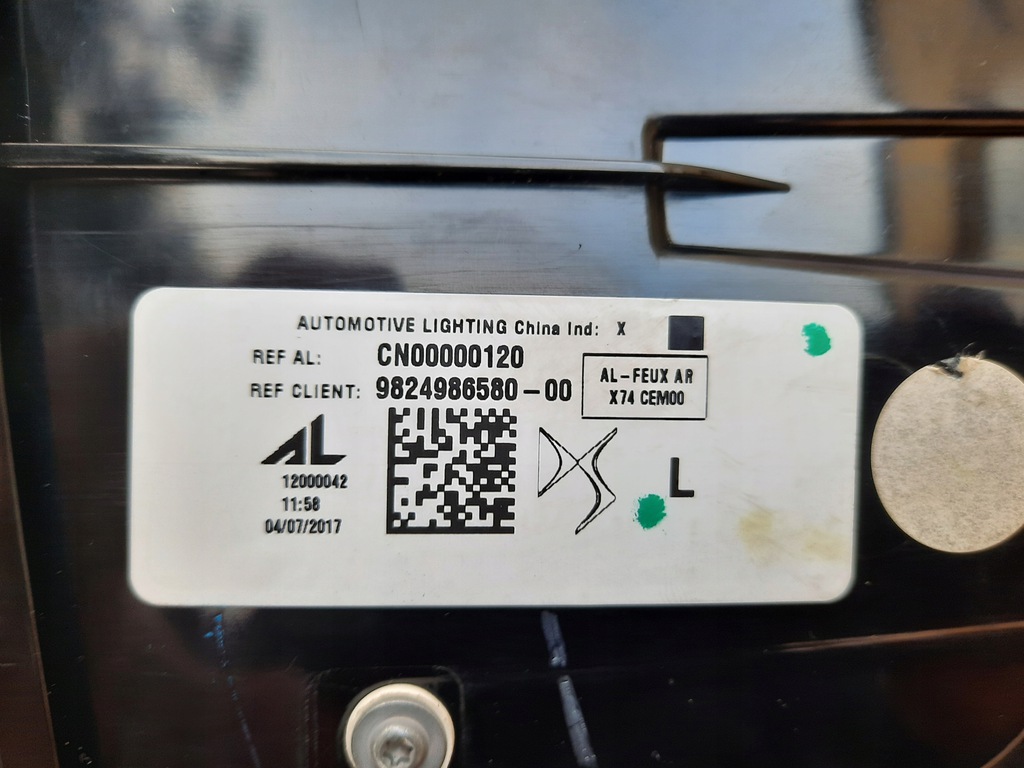 AUTOMOTIVE LIGHTING China Ind: X
REF AL: CN00000120
REF CLIENT: 9824986580-00
AL-FEUX AR
X74 CEM00
AL
12000042
11:58
04/07/2017
DS
L